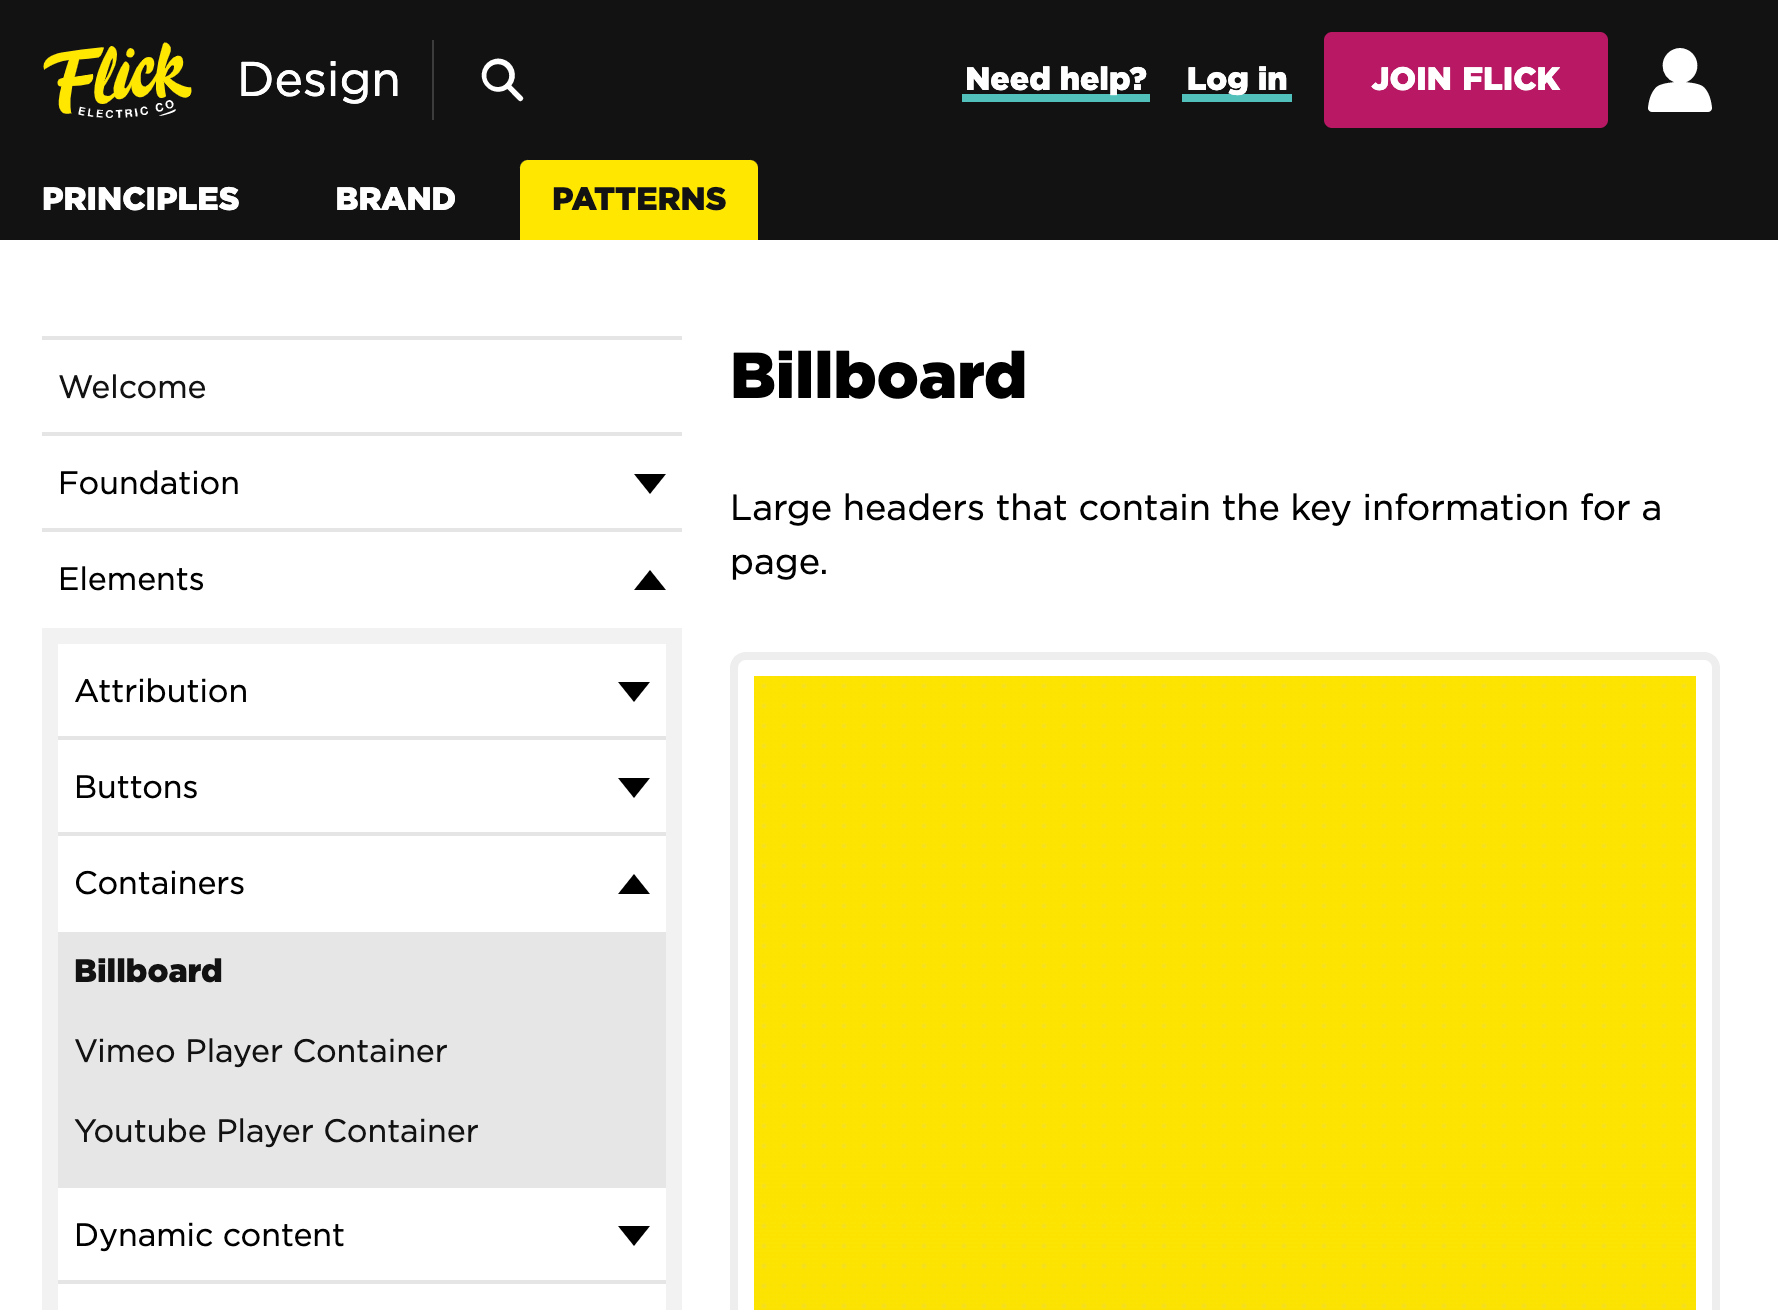 Flick
ELECTRIC CO
Design
Need help?
Log in
JOIN FLICK
PRINCIPLES
BRAND
PATTERNS
Welcome
Foundation
Elements
Attribution
Buttons
Containers
Billboard
Vimeo Player Container
Youtube Player Container
Dynamic content
Billboard
Large headers that contain the key information for a
page.